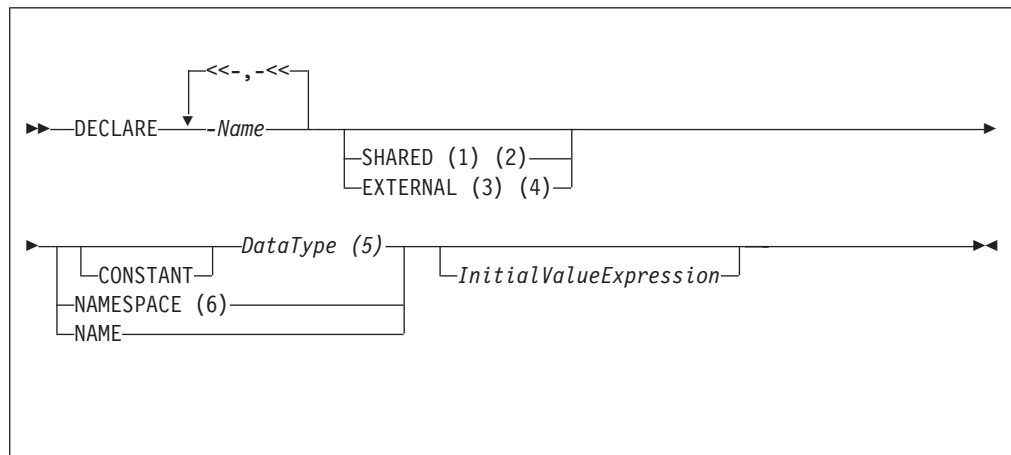 <<-,-<<
DECLARE -Name
SHARED (1) (2)
EXTERNAL (3) (4)
DataType (5)
CONSTANT InitialValueExpression
NAMESPACE (6)
NAME